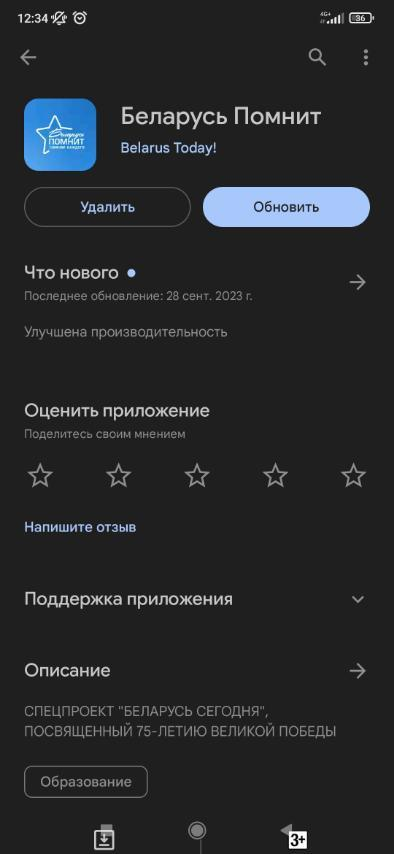 12:34
4G+
36
Беларусь
ПОМНИТ
Беларусь Помнит
Belarus Today!
Удалить
Обновить
Что нового
Последнее обновление: 28 сент. 2023 г.
Улучшена производительность
Оценить приложение
Поделитесь своим мнением
Напишите отзыв
Поддержка приложения
Описание
СПЕЦПРОЕКТ "БЕЛАРУСЬ СЕГОДНЯ",
ПОСВЯЩЕННЫЙ 75-ЛЕТИЮ ВЕЛИКОЙ ПОБЕДЫ
Образование
3+